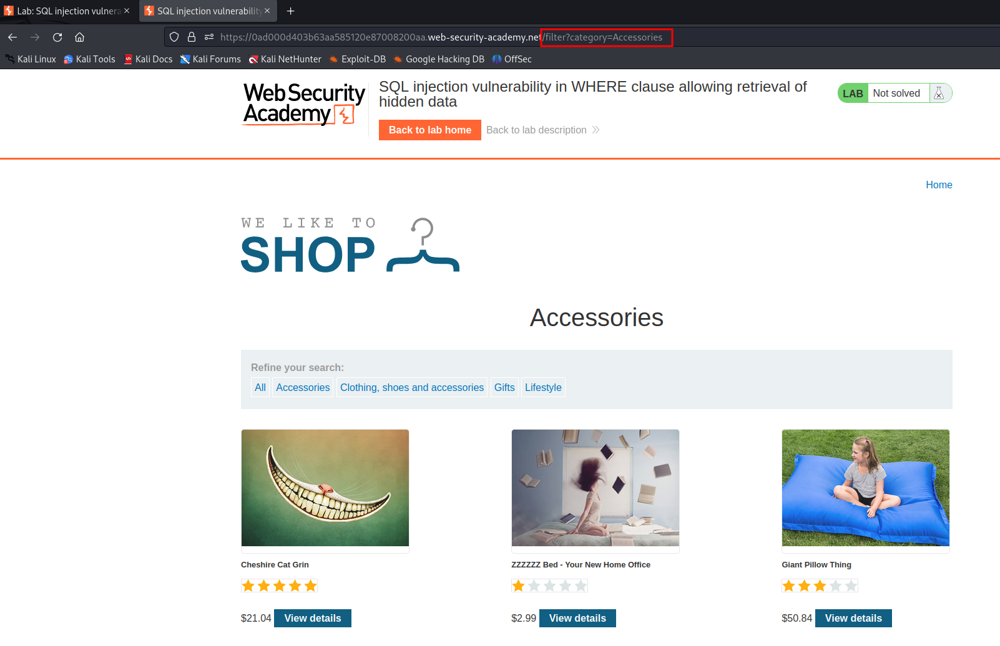 Lab: SQL injection vulnera
SQL injection vulnerability
https://0ad000d403b63aa585120e87008200aa.web-security-academy.net/filter?category=Accessories
Kali Linux Kali Tools Kali Docs Kali Forums Kali NetHunter Exploit-DB Google Hacking DB OffSec
Web Security
Academy
SQL injection vulnerability in WHERE clause allowing retrieval of
hidden data
Back to lab home Back to lab description
LAB Not solved
Home
WE LIKE TO
SHOP
Accessories
Refine your search:
All Accessories Clothing, shoes and accessories Gifts Lifestyle
Cheshire Cat Grin ZZZZZZ Bed - Your New Home Office Giant Pillow Thing
$21.04 View details $2.99 View details $50.84 View details